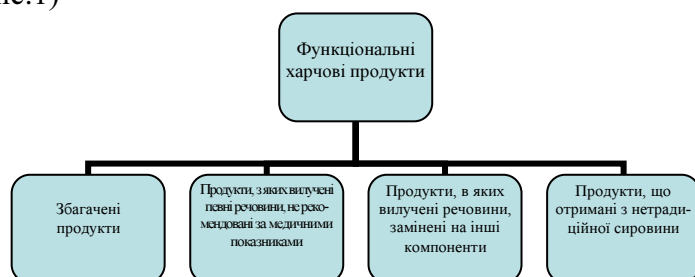 ис.1)
Функціональні
харчові продукти
Збагачені
продукти
Продукти, з яких вилучені
певні речовини, не реко-
мендовані за медичними
показниками
Продукти, в яких
вилучені речовини,
замінені на інші
компоненти
Продукти, що
отримані з нетради-
ційної сировини